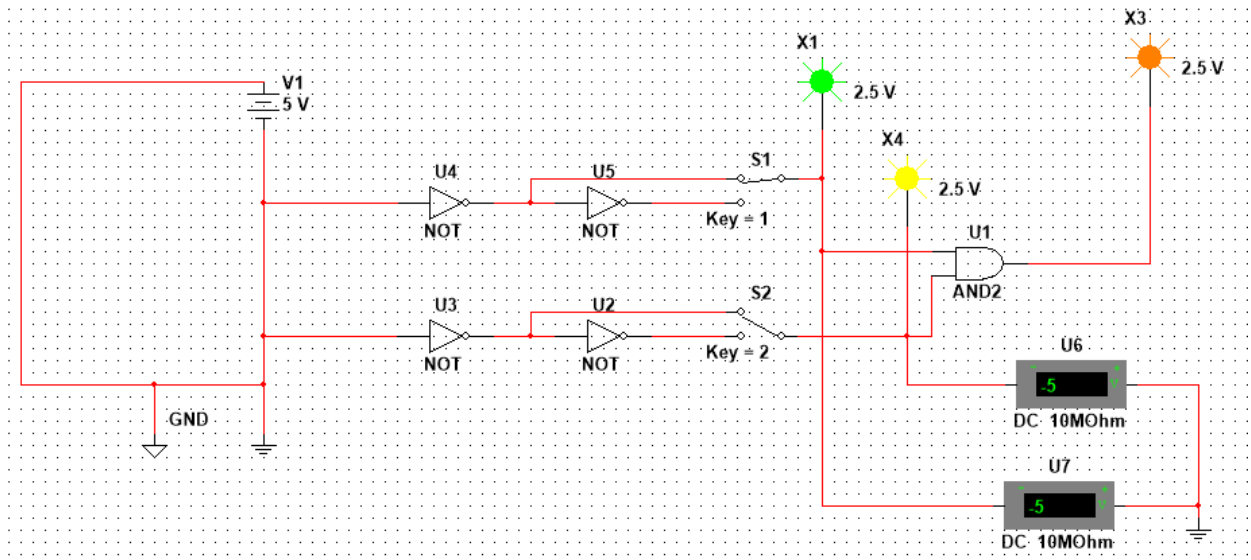 X3
X1
2.5 V
V1
5 V
2.5 V
X4
U4
U5
S1
2.5 V
NOT
NOT
Key = 1
U1
AND2
U3
U2
S2
NOT
NOT
Key = 2
U6
- +
-5 V
DC 10MOhm
GND
U7
- +
-5 V
DC 10MOhm